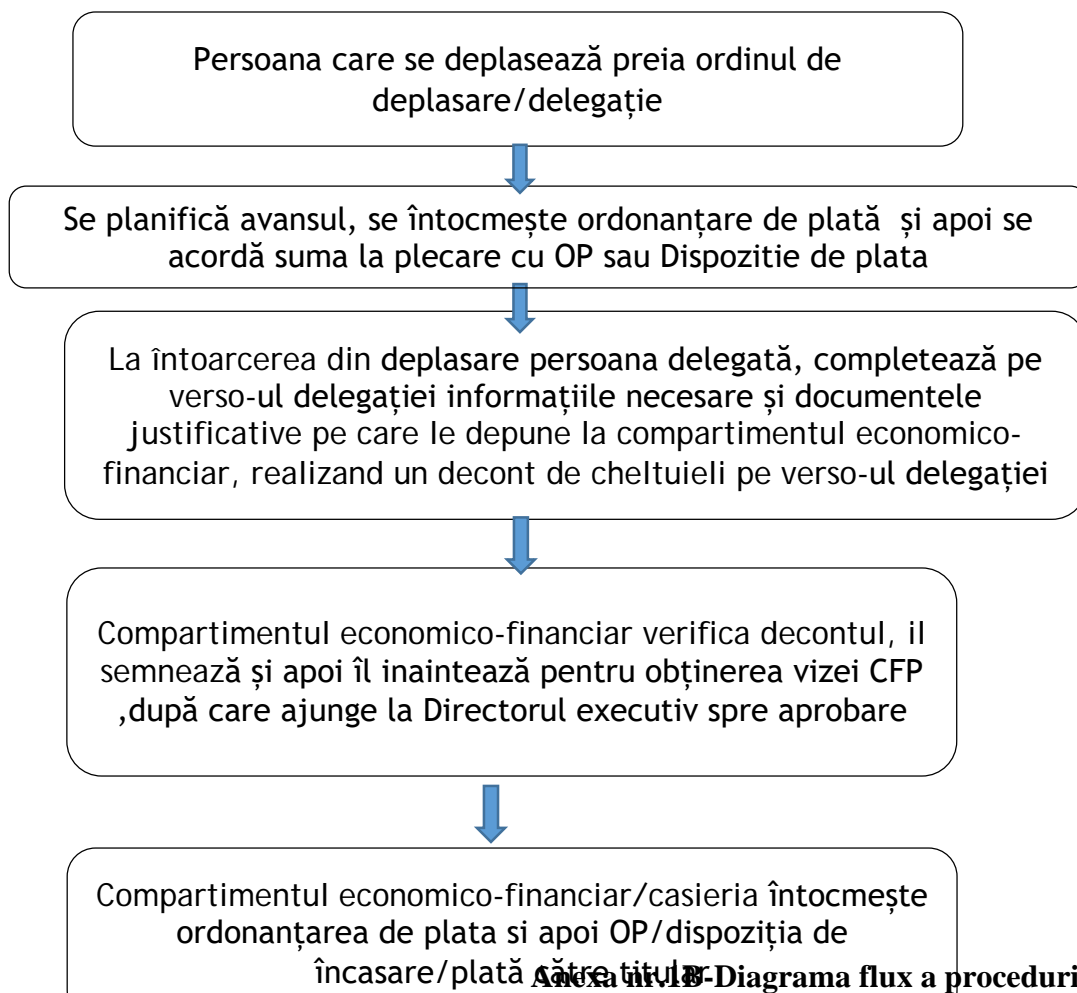 Persoana care se deplasează preia ordinul de
deplasare/delegație
Se planifică avansul, se întocmește ordonanțare de plată și apoi se
acordă suma la plecare cu OP sau Dispozitie de plata
La întoarcerea din deplasare persoana delegată, completează pe
verso-ul delegației informațiile necesare și documentele
justificative pe care le depune la compartimentul economico-
financiar, realizand un decont de cheltuieli pe verso-ul delegației
Compartimentul economico-financiar verifica decontul, il
semnează și apoi îl inaintează pentru obținerea vizei CFP
,după care ajunge la Directorul executiv spre aprobare
Compartimentul economico-financiar/casieria întocmește
ordonanțarea de plata si apoi OP/dispoziția de
încasare/plată către titular
Anexa nr.1B-Diagrama flux a proceduri